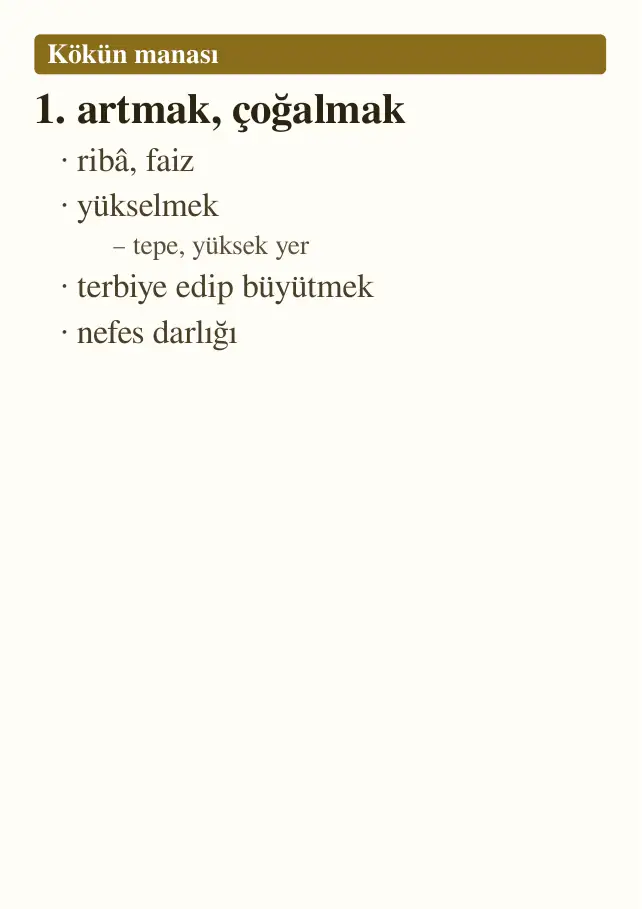 Kökün manası
1. artmak, çoğalmak
· ribâ, faiz
· yükselmek
– tepe, yüksek yer
· terbiye edip büyütmek
· nefes darlığı